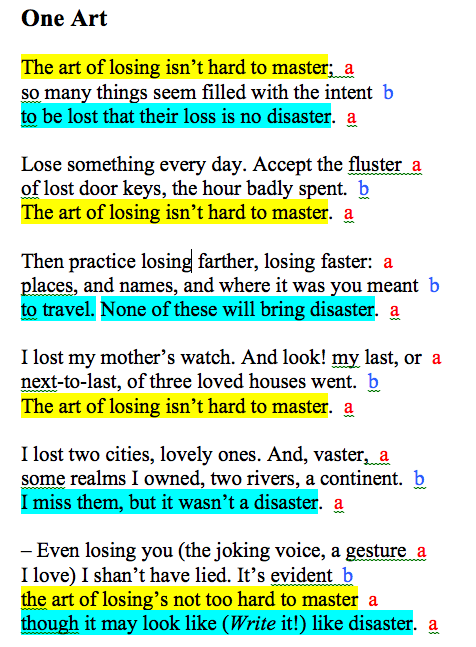 One Art
The art of losing isn’t hard to master; a
so many things seem filled with the intent b
to be lost that their loss is no disaster. a
Lose something every day. Accept the fluster a
of lost door keys, the hour badly spent. b
The art of losing isn’t hard to master. a
Then practice losing farther, losing faster: a
places, and names, and where it was you meant b
to travel. None of these will bring disaster. a
I lost my mother’s watch. And look! my last, or a
next-to-last, of three loved houses went. b
The art of losing isn’t hard to master. a
I lost two cities, lovely ones. And, vaster, a
some realms I owned, two rivers, a continent. b
I miss them, but it wasn’t a disaster. a
– Even losing you (the joking voice, a gesture a
I love) I shan’t have lied. It’s evident b
the art of losing’s not too hard to master a
though it may look like (Write it!) like disaster. a